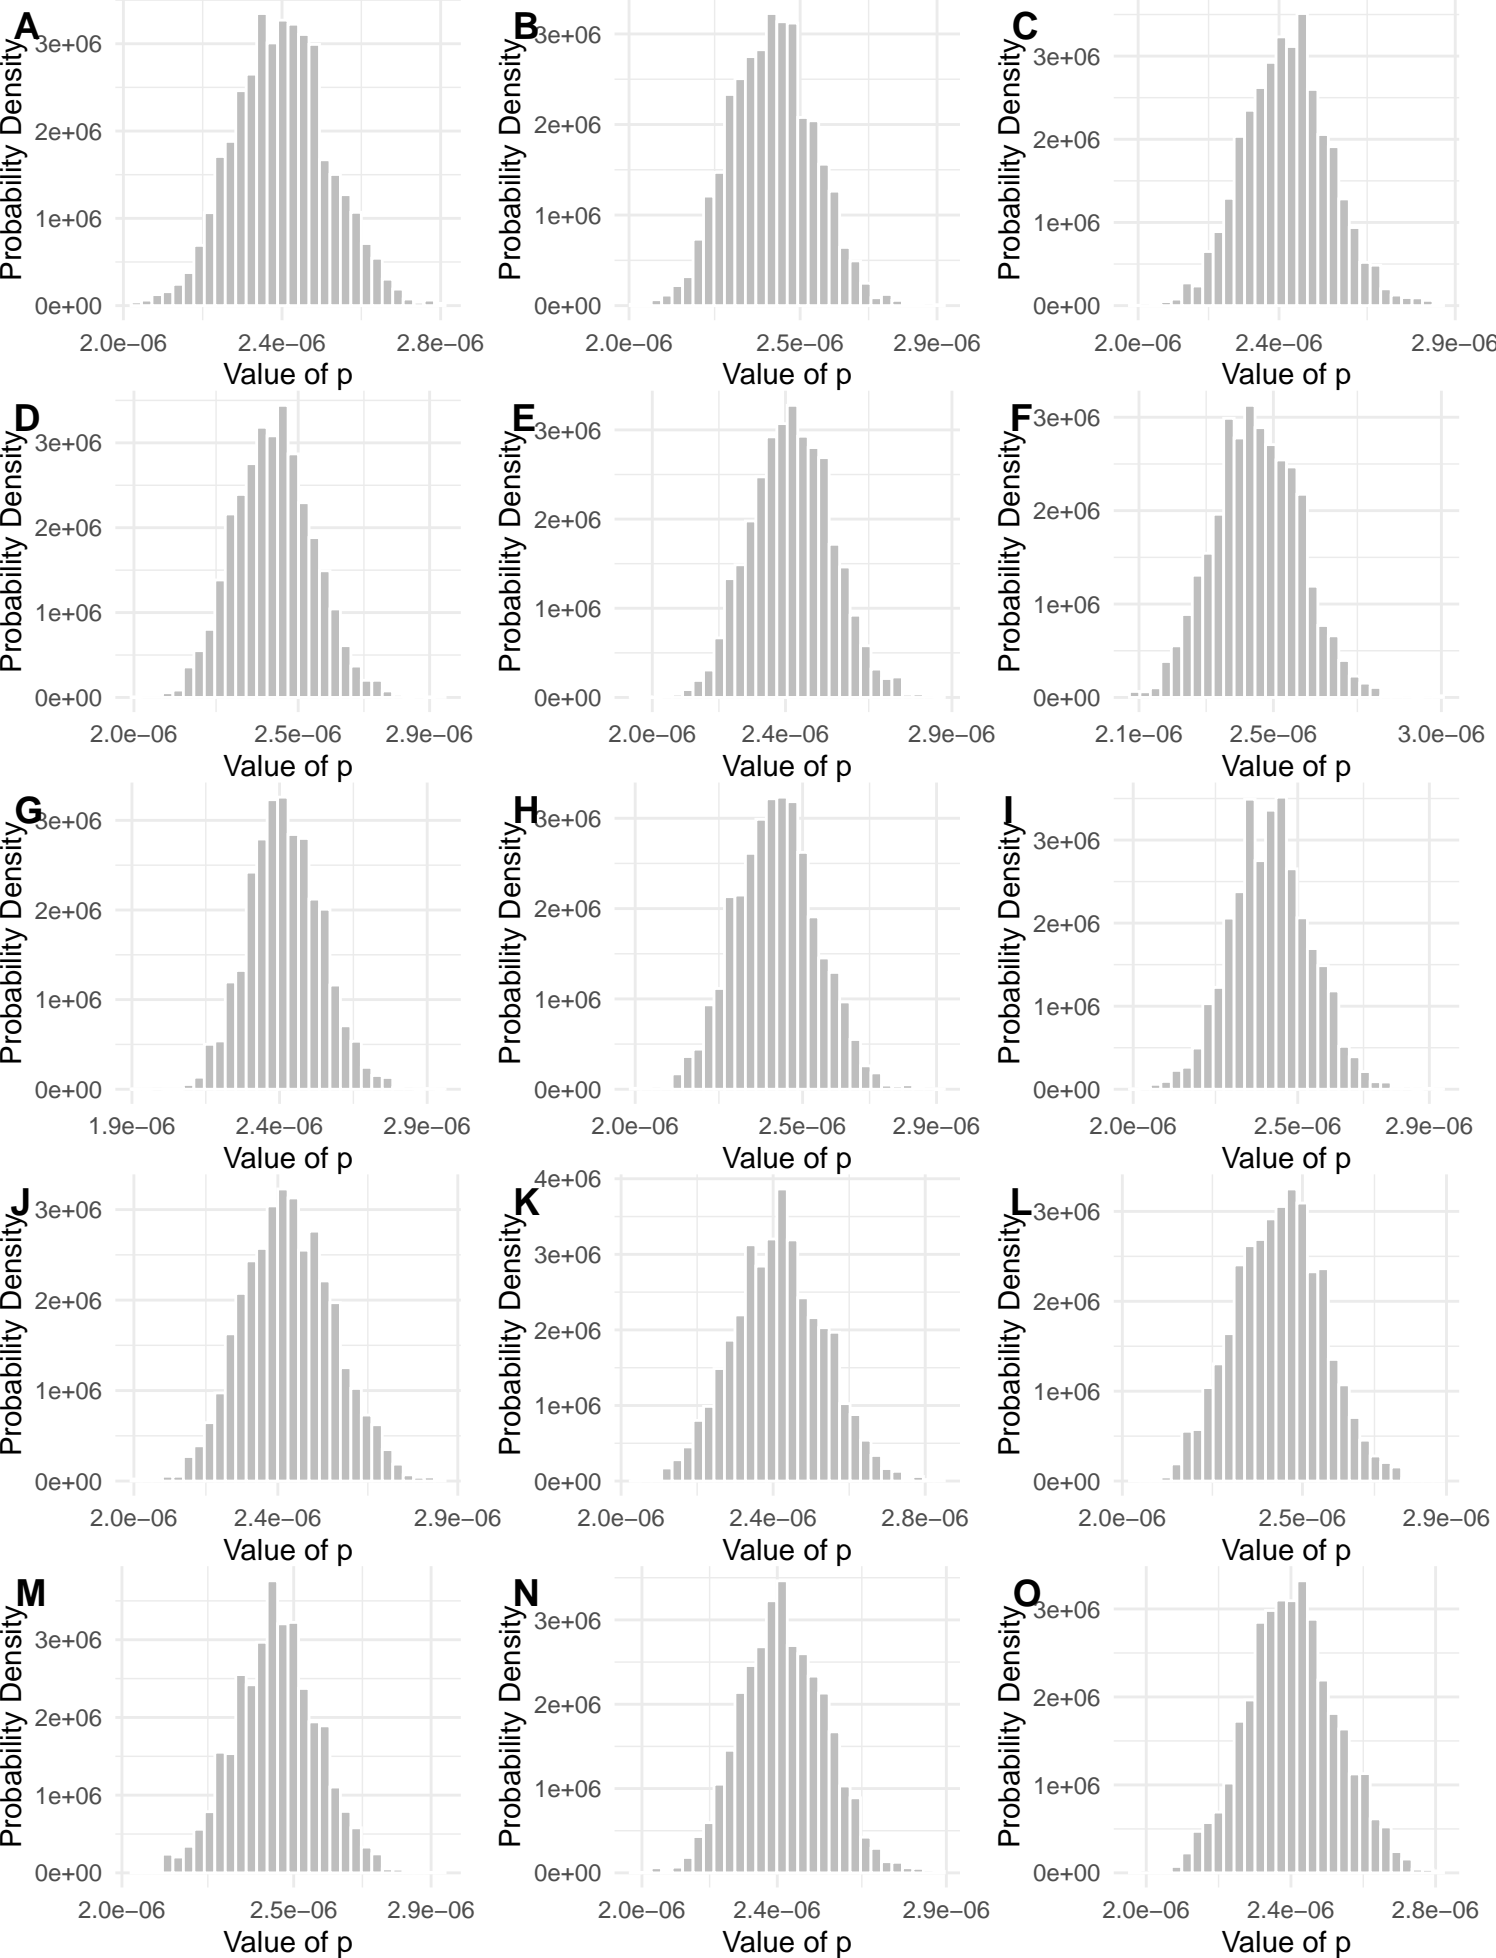 A
Probability Density
3e+06
2e+06
1e+06
0e+00
2.0e−06 2.4e−06 2.8e−06
Value of p
B
Probability Density
3e+06
2e+06
1e+06
0e+00
2.0e−06 2.5e−06 2.9e−06
Value of p
C
Probability Density
3e+06
2e+06
1e+06
0e+00
2.0e−06 2.4e−06 2.9e−06
Value of p
D
Probability Density
3e+06
2e+06
1e+06
0e+00
2.0e−06 2.5e−06 2.9e−06
Value of p
E
Probability Density
3e+06
2e+06
1e+06
0e+00
2.0e−06 2.4e−06 2.9e−06
Value of p
F
Probability Density
3e+06
2e+06
1e+06
0e+00
2.1e−06 2.5e−06 3.0e−06
Value of p
G
Probability Density
3e+06
2e+06
1e+06
0e+00
1.9e−06 2.4e−06 2.9e−06
Value of p
H
Probability Density
3e+06
2e+06
1e+06
0e+00
2.0e−06 2.5e−06 2.9e−06
Value of p
I
Probability Density
3e+06
2e+06
1e+06
0e+00
2.0e−06 2.5e−06 2.9e−06
Value of p
J
Probability Density
3e+06
2e+06
1e+06
0e+00
2.0e−06 2.4e−06 2.9e−06
Value of p
K
Probability Density
4e+06
3e+06
2e+06
1e+06
0e+00
2.0e−06 2.4e−06 2.8e−06
Value of p
L
Probability Density
3e+06
2e+06
1e+06
0e+00
2.0e−06 2.5e−06 2.9e−06
Value of p
M
Probability Density
3e+06
2e+06
1e+06
0e+00
2.0e−06 2.5e−06 2.9e−06
Value of p
N
Probability Density
3e+06
2e+06
1e+06
0e+00
2.0e−06 2.4e−06 2.9e−06
Value of p
O
Probability Density
3e+06
2e+06
1e+06
0e+00
2.0e−06 2.4e−06 2.8e−06
Value of p